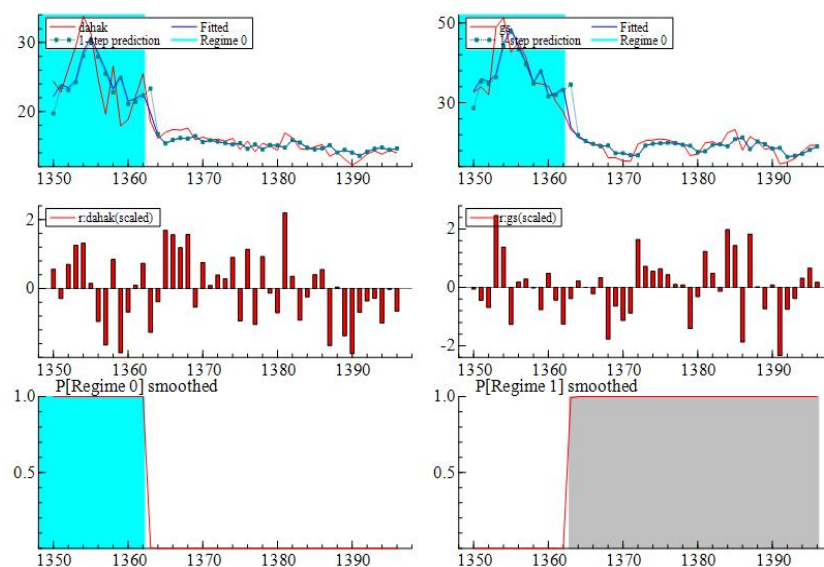 dahak
Fitted
1-step prediction
Regime 0
30
20
1350 1360 1370 1380 1390
gs
Fitted
1-step prediction
Regime 0
50
30
1350 1360 1370 1380 1390
r:dahak(scaled)
2
0
1350 1360 1370 1380 1390
r:gs(scaled)
2
0
-2
1350 1360 1370 1380 1390
P[Regime 0] smoothed
1.0
0.5
1350 1360 1370 1380 1390
P[Regime 1] smoothed
1.0
0.5
1350 1360 1370 1380 1390